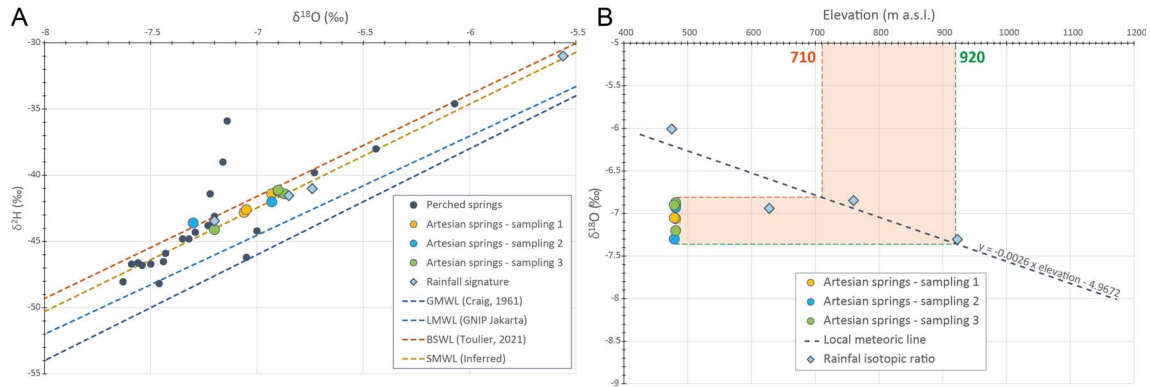 A
δ18O (‰)
-8
-7.5
-7
-6.5
-6
-5.5
-30
-35
-40
-45
-50
-55
δ2H (‰)
Perched springs
Artesian springs - sampling 1
Artesian springs - sampling 2
Artesian springs - sampling 3
Rainfall signature
GMWL (Craig, 1961)
LMWL (GNIP Jakarta)
BSWL (Toulier, 2021)
SMWL (Inferred)
B
Elevation (m a.s.l.)
400
500
600
700
800
900
1000
1100
1200
-5
-5.5
-6
-6.5
-7
-7.5
-8
-8.5
-9
δ18O (‰)
710
920
y = -0.0026 x elevation - 4.9672
Artesian springs - sampling 1
Artesian springs - sampling 2
Artesian springs - sampling 3
Local meteoric line
Rainfal isotopic ratio